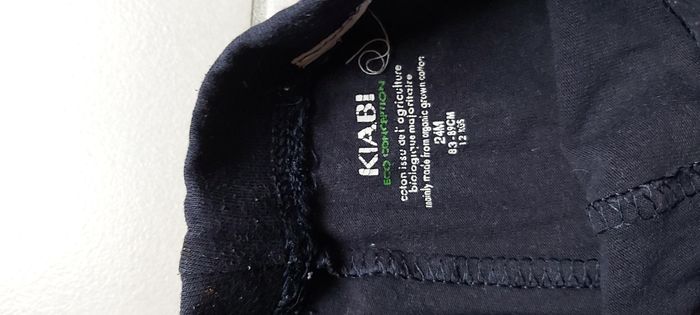 KIABI
ECO CONCEPTION
coton issu de l'agriculture
biologique majoritaire
mainly made from organic grown cotton
24M
83-89CM